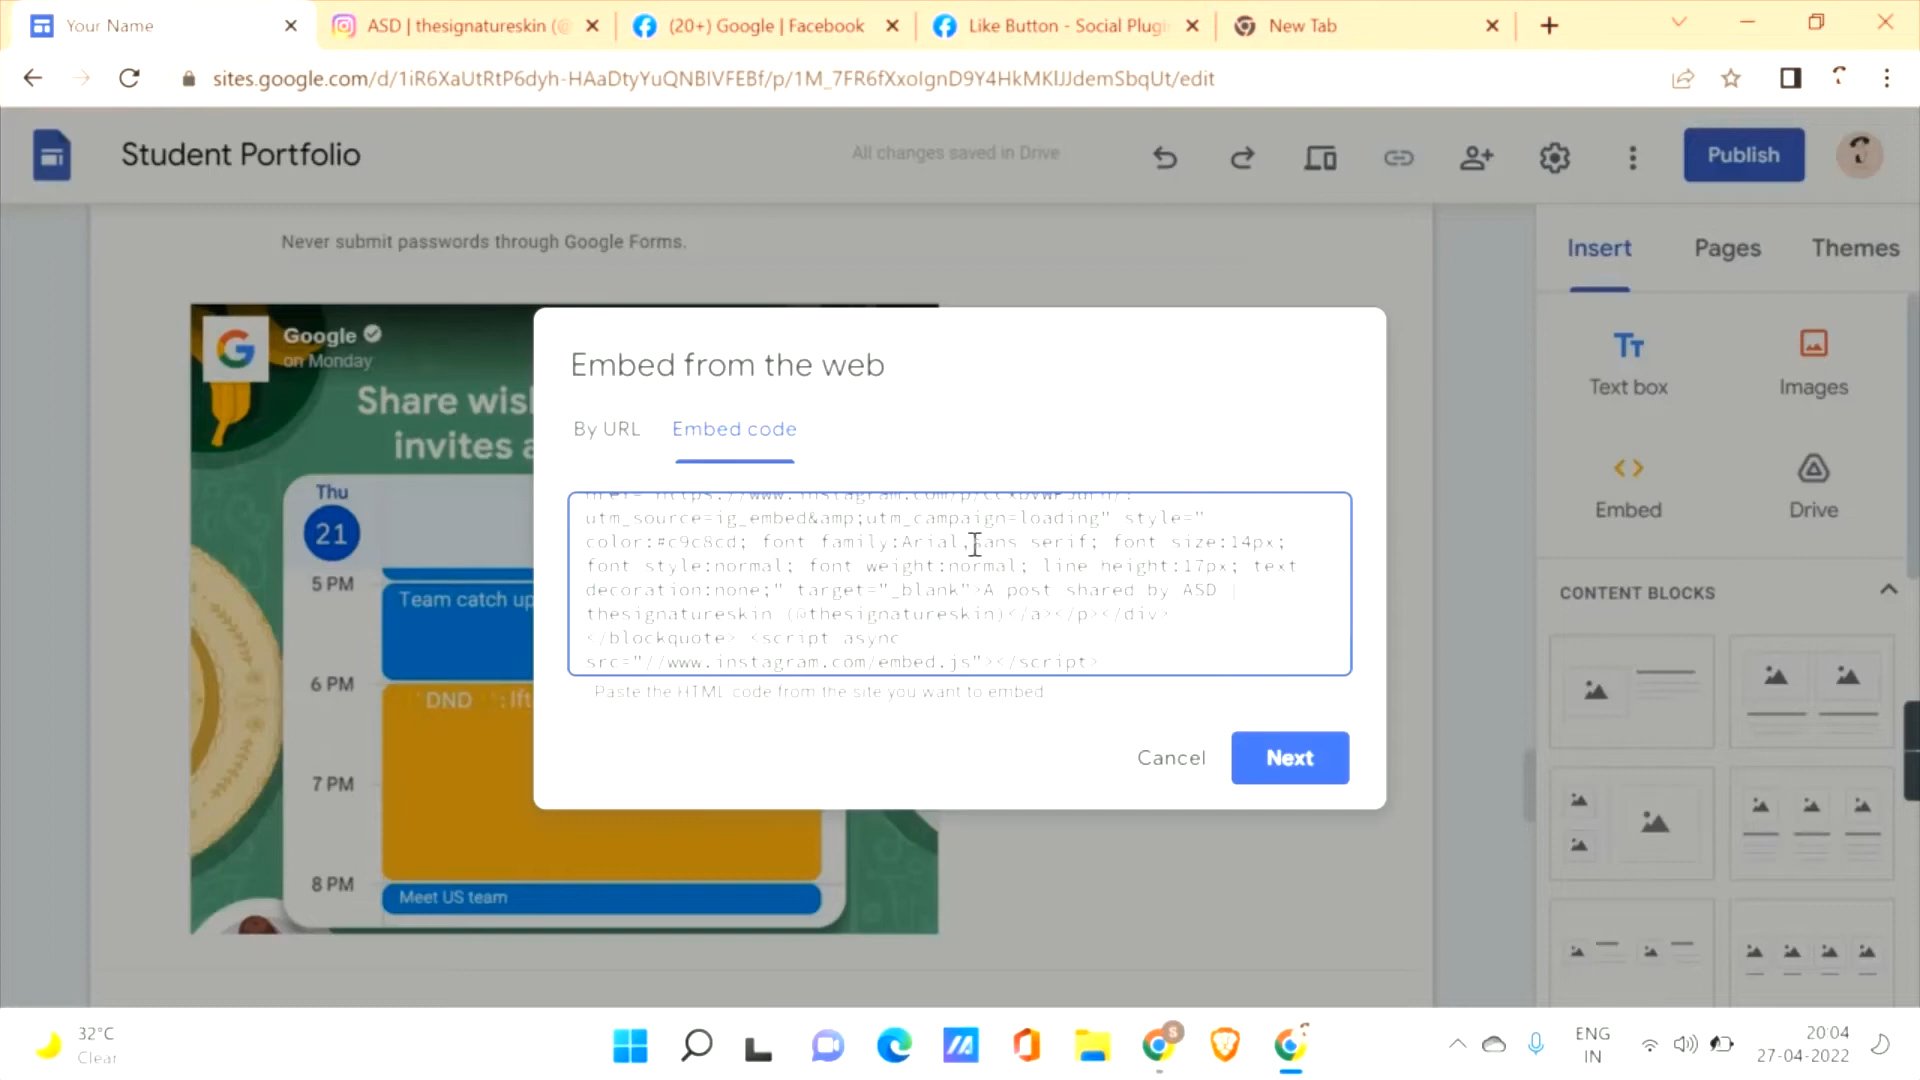 Your Name
ASD | thesignatureskin (@
(20+) Google | Facebook
Like Button - Social Plugi
New Tab
sites.google.com/d/1iR6XaUtRtP6dyh-HAaDtyYuQNBIVFEBf/p/1M_7FR6fXxoIgnD9Y4HkMKIJJdemSbqUt/edit
Student Portfolio
All changes saved in Drive
Publish
Never submit passwords through Google Forms.
Insert
Pages
Themes
Google
on Monday
Share wis
invites a
Thu
21
5 PM
Team catch up
6 PM
DND : Ift
7 PM
8 PM
Meet US team
Embed from the web
By URL
Embed code
utm_source=ig_embed&amp;utm_campaign=loading" style="
color:#c9c8cd; font family:Arial,sans serif; font size:14px;
font style:normal; font weight:normal; line height:17px; text
decoration:none;" target="_blank">A post shared by ASD |
thesignatureskin (@thesignatureskin)</a></p></div>
</blockquote> <script async
src="//www.instagram.com/embed.js"></script>
Paste the HTML code from the site you want to embed
Cancel
Next
Text box
Images
Embed
Drive
CONTENT BLOCKS
32°C
Clear
S
ENG
IN
20:04
27-04-2022